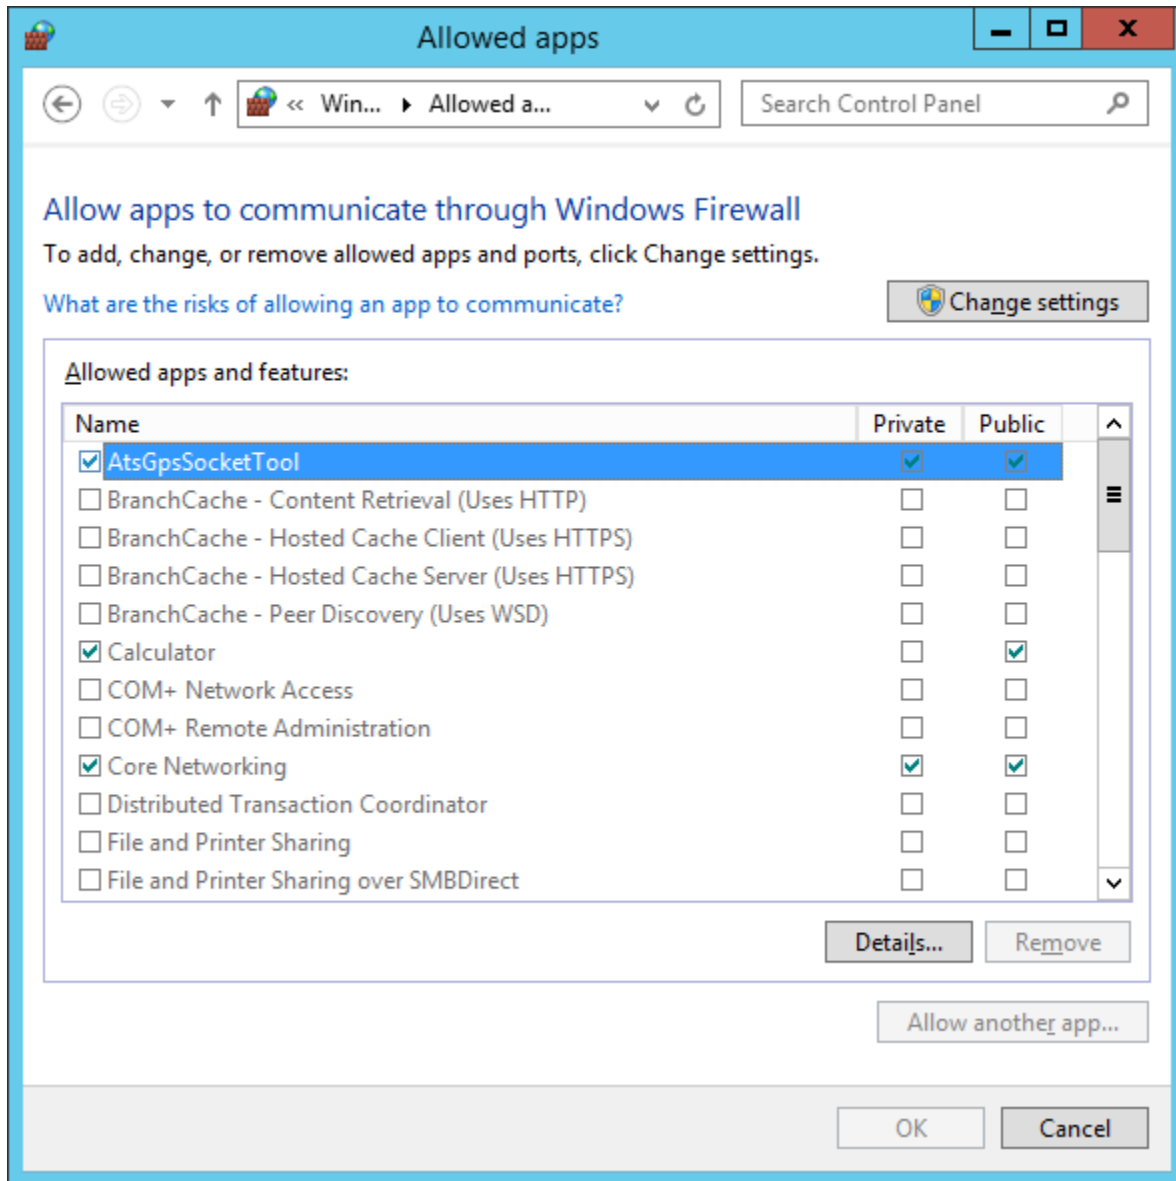 Allowed apps
« Win... Allowed a...
Search Control Panel
Allow apps to communicate through Windows Firewall
To add, change, or remove allowed apps and ports, click Change settings.
What are the risks of allowing an app to communicate?
Change settings
Allowed apps and features:
Name Private Public
AtsGpsSocketTool
BranchCache - Content Retrieval (Uses HTTP)
BranchCache - Hosted Cache Client (Uses HTTPS)
BranchCache - Hosted Cache Server (Uses HTTPS)
BranchCache - Peer Discovery (Uses WSD)
Calculator
COM+ Network Access
COM+ Remote Administration
Core Networking
Distributed Transaction Coordinator
File and Printer Sharing
File and Printer Sharing over SMBDirect
Details... Remove
Allow another app...
OK Cancel